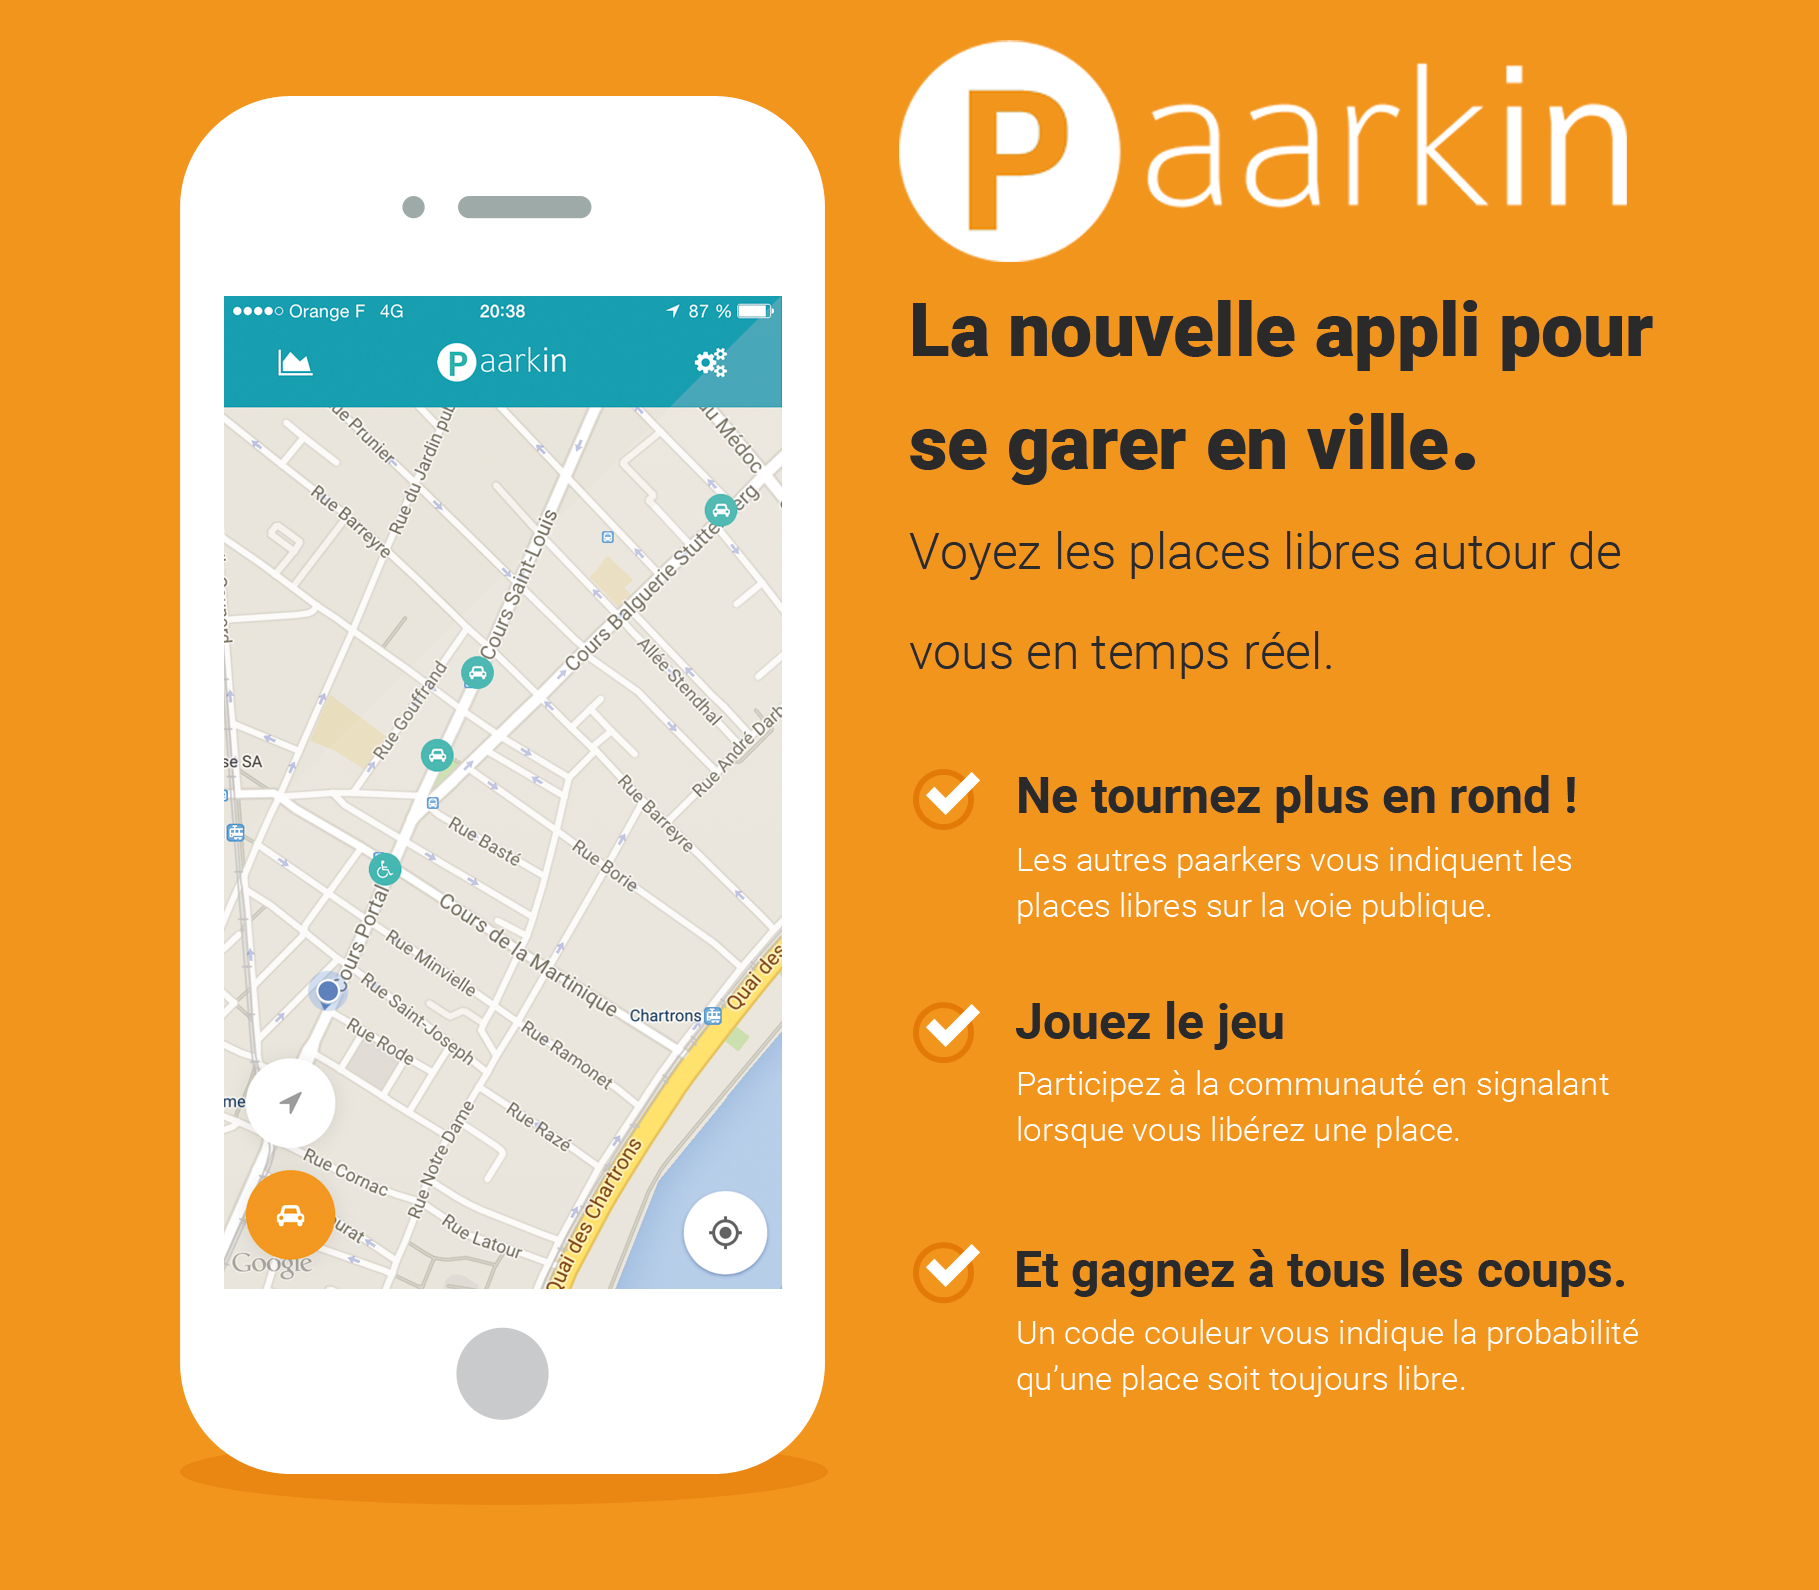 Paarkin
La nouvelle appli pour
se garer en ville.
Voyez les places libres autour de
vous en temps réel.
Ne tournez plus en rond !
Les autres paarkers vous indiquent les
places libres sur la voie publique.
Jouez le jeu
Participez à la communauté en signalant
lorsque vous libérez une place.
Et gagnez à tous les coups.
Un code couleur vous indique la probabilité
qu'une place soit toujours libre.
Orange F 4G 20:38 87 %
Paarkin
Rue Prunier
Rue du Jardin pub
du Médoc
Rue Barreyre
Cours Saint-Louis
Cours Balguerie Stuttenberg
Allée Stendhal
Rue Gouffrand
Rue André Darb
se SA
Rue Barreyre
Rue Basté
Rue Borie
Cours Portal
Cours de la Martinique
Rue Minvielle
Rue Saint-Joseph
Quai des
Chartrons
Rue Rode
Rue Ramonet
me
Rue Razé
Rue Notre Dame
Rue Cornac
Quai des Chartrons
urat
Rue Latour
Google